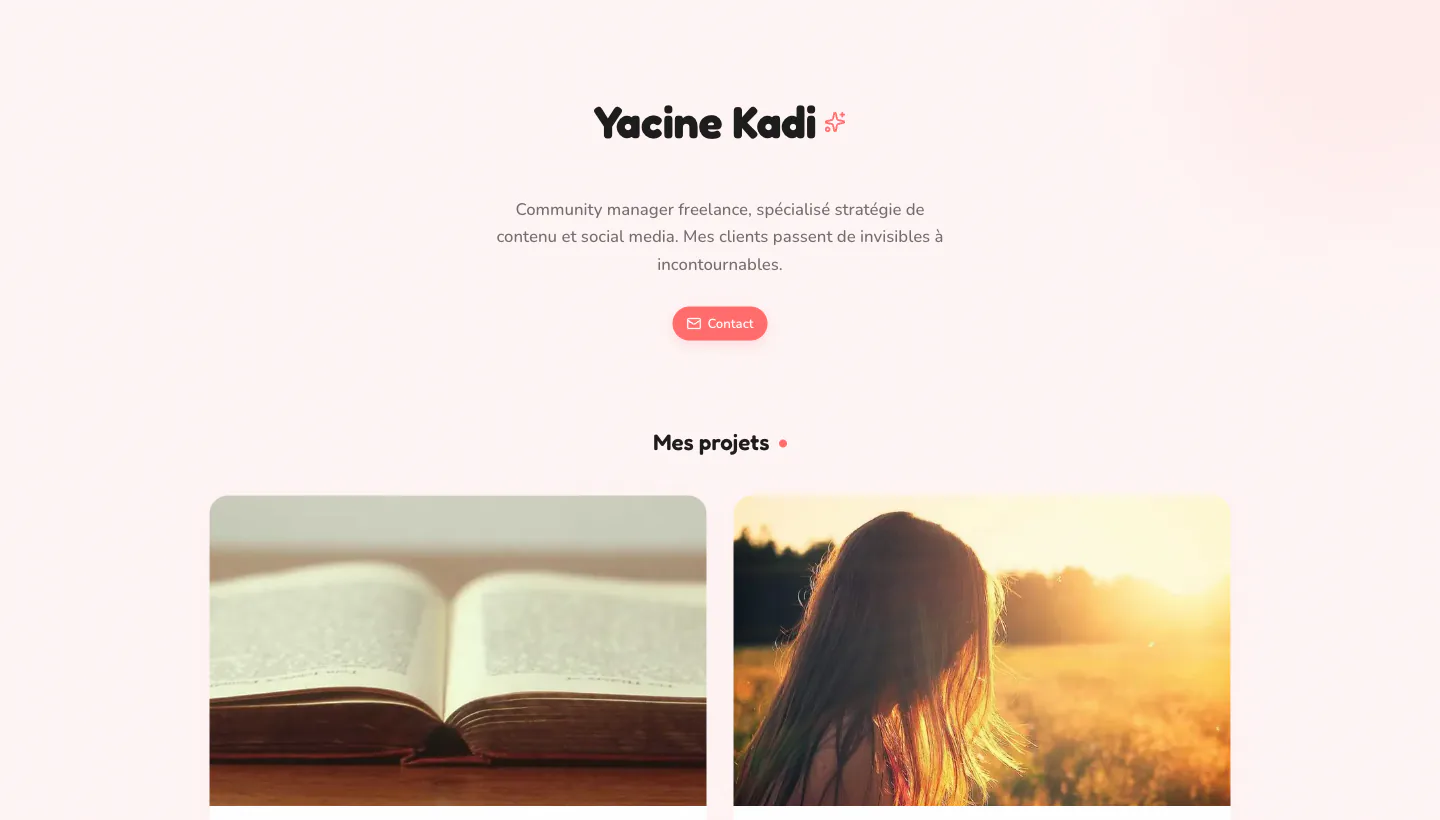 Yacine Kadi
Community manager freelance, spécialisé stratégie de
contenu et social media. Mes clients passent de invisibles à
incontournables.
Contact
Mes projets